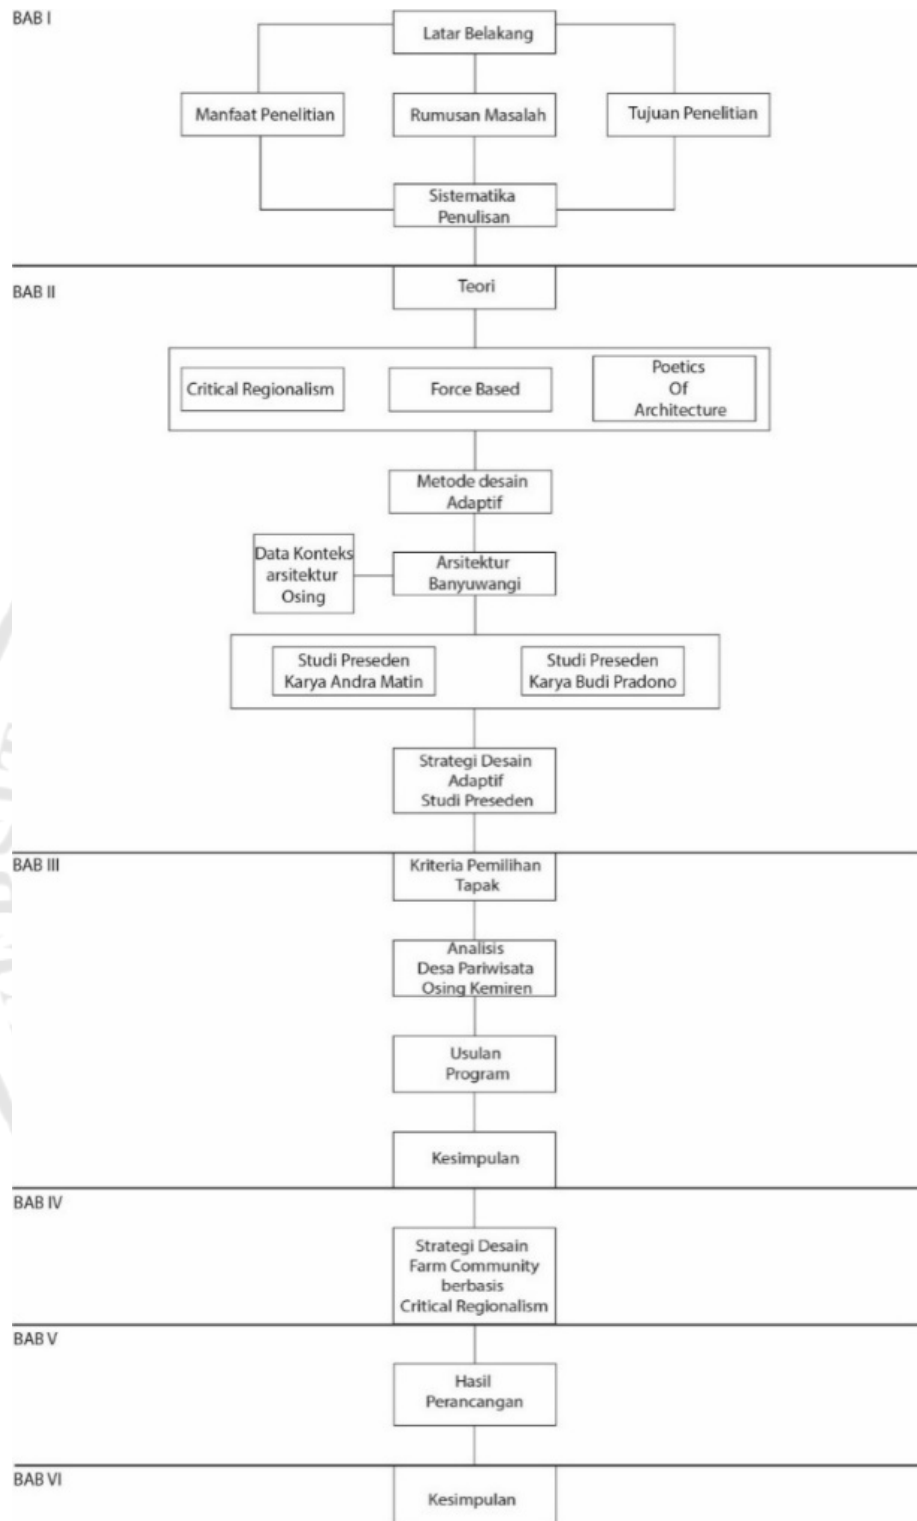 BAB I
Latar Belakang
Manfaat Penelitian
Rumusan Masalah
Tujuan Penelitian
Sistematika
Penulisan
BAB II
Teori
Critical Regionalism
Force Based
Poetics
Of
Architecture
Metode desain
Adaptif
Data Konteks
arsitektur
Osing
Arsitektur
Banyuwangi
Studi Preseden
Karya Andra Matin
Studi Preseden
Karya Budi Pradono
Strategi Desain
Adaptif
Studi Preseden
BAB III
Kriteria Pemilihan
Tapak
Analisis
Desa Pariwisata
Osing Kemiren
Usulan
Program
Kesimpulan
BAB IV
Strategi Desain
Farm Community
berbasis
Critical Regionalism
BAB V
Hasil
Perancangan
BAB VI
Kesimpulan